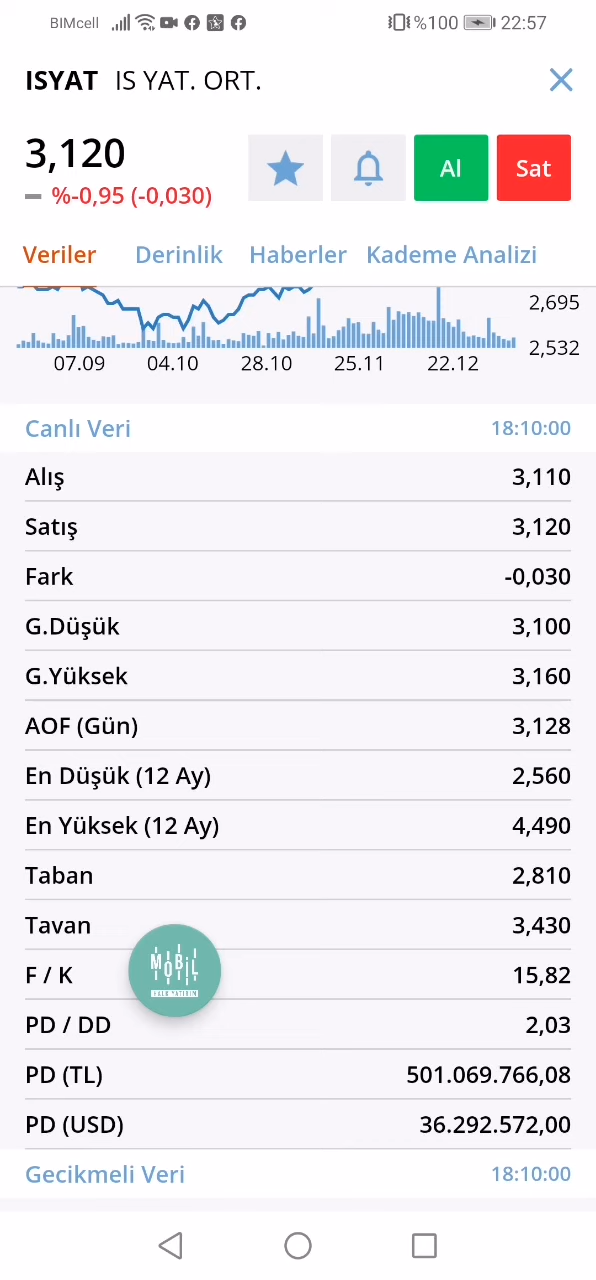 BIMcell %100 22:57
ISYAT IS YAT. ORT.
3,120
%-0,95 (-0,030)
Al
Sat
Veriler Derinlik Haberler Kademe Analizi
2,695
2,532
07.09 04.10 28.10 25.11 22.12
Canlı Veri 18:10:00
Alış 3,110
Satış 3,120
Fark -0,030
G.Düşük 3,100
G.Yüksek 3,160
AOF (Gün) 3,128
En Düşük (12 Ay) 2,560
En Yüksek (12 Ay) 4,490
Taban 2,810
Tavan 3,430
MOBiL
HALK YATIRIM
F / K 15,82
PD / DD 2,03
PD (TL) 501.069.766,08
PD (USD) 36.292.572,00
Gecikmeli Veri 18:10:00